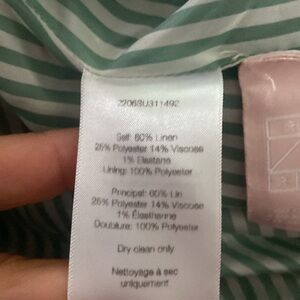 2206SU311492
Self: 60% Linen
25% Polyester 14% Viscose
1% Elastane
Lining: 100% Polyester
Principal: 60% Lin
25% Polyester 14% Viscose
1% Élasthanne
Doublure: 100% Polyester
Dry clean only
Nettoyage à sec
uniquement